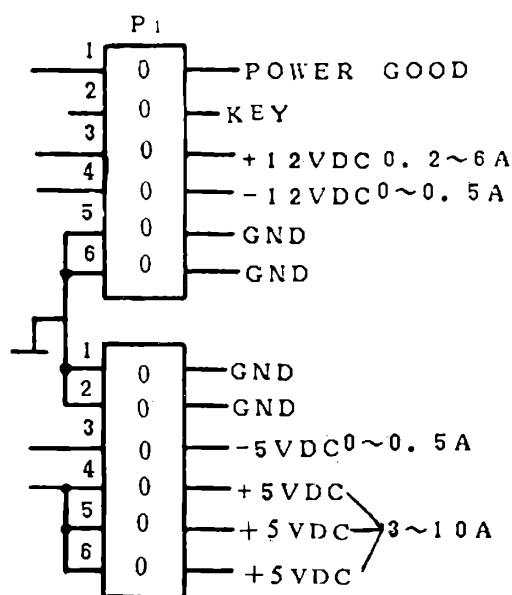 P1
1 0 POWER GOOD
2 0 KEY
3 0 +12VDC 0.2~6A
4 0 -12VDC 0~0.5A
5 0 GND
6 0 GND
1 0 GND
2 0 GND
3 0 -5VDC 0~0.5A
4 0 +5VDC
5 0 +5VDC 3~10A
6 0 +5VDC